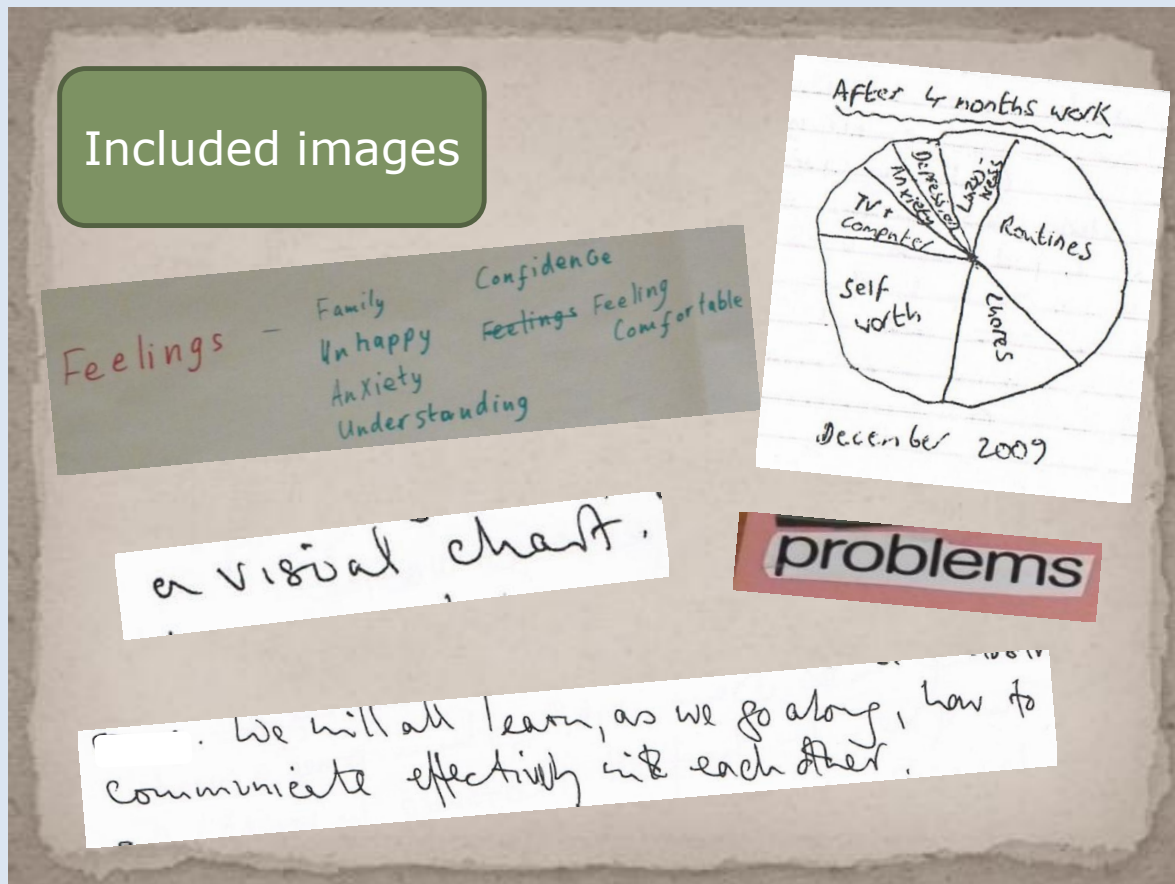 Included images
After 4 months work
Depression
Anxiety
TV +
Computer
Lazy-
ness
Routines
Self
worth
Chores
December 2009
Feelings - Family
Unhappy
Anxiety
Understanding
Confidence
Feelings Feeling
Comfortable
a visual chart.
problems
We will all learn, as we go along, how to
communicate effectively with each other.